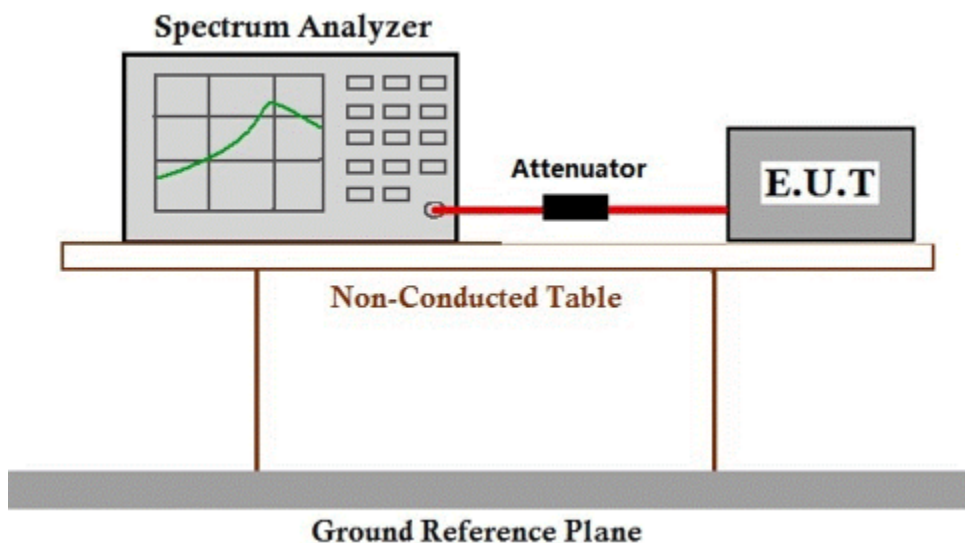 Spectrum Analyzer
Attenuator
E.U.T
Non-Conducted Table
Ground Reference Plane